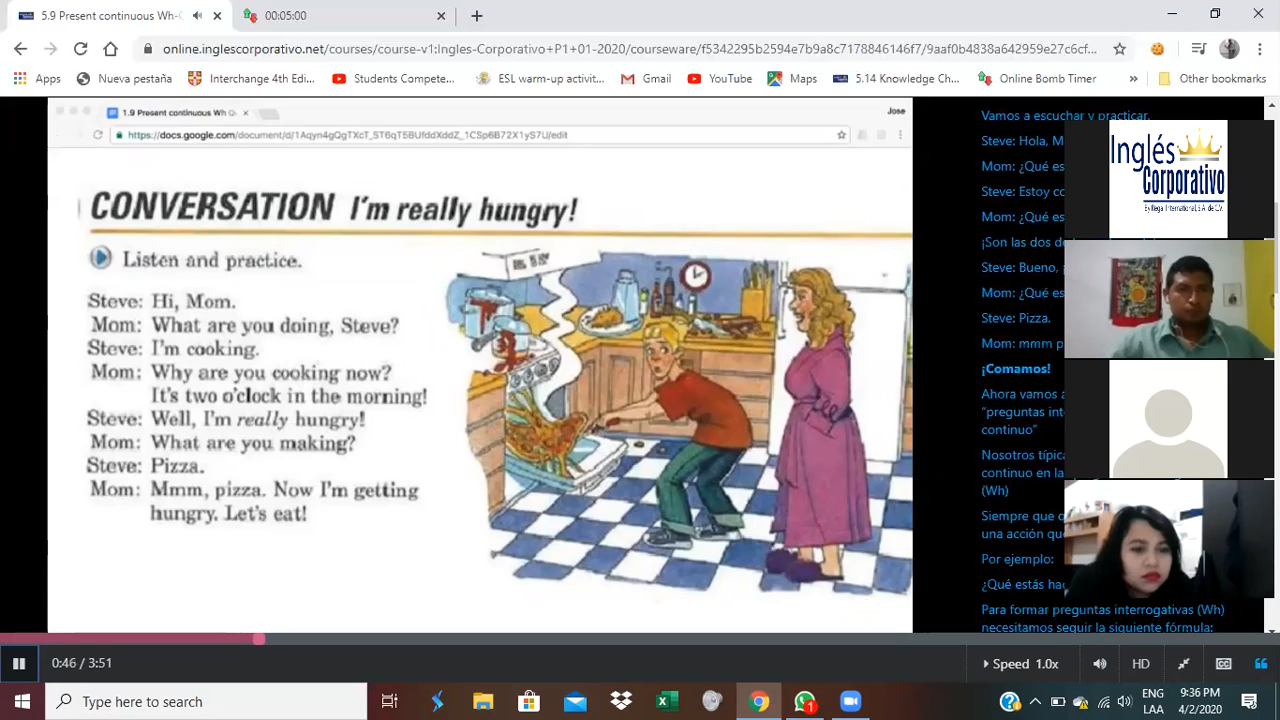 5.9 Present continuous Wh-
00:05:00
online.inglescorporativo.net/courses/course-v1:Ingles-Corporativo+P1+01-2020/courseware/f5342295b2594e7b9a8c7178846146f7/9aaf0b4838a642959e27c6cf...
Apps
Nueva pestaña
Interchange 4th Edi...
Students Compete...
ESL warm-up activit...
Gmail
YouTube
Maps
5.14 Knowledge Ch...
Online Bomb Timer
»
Other bookmarks
1.9 Present continuous Wh
Jose
CONVERSATION I'm really hungry!
Listen and practice.
Steve: Hi, Mom.
Mom: What are you doing, Steve?
Steve: I'm cooking.
Mom: Why are you cooking now?
It's two o'clock in the morning!
Steve: Well, I'm really hungry!
Mom: What are you making?
Steve: Pizza.
Mom: Mmm, pizza. Now I'm getting
hungry. Let's eat!
Vamos a escuchar y practicar.
Steve: Hola, M
Mom: ¿Qué es
Steve: Estoy co
Mom: ¿Qué es
¡Son las dos de
Steve: Bueno, ¡
Mom: ¿Qué es
Steve: Pizza.
Mom: mmm p
¡Comamos!
Ahora vamos a
"preguntas int
continuo"
Nosotros típica
continuo en la
(Wh)
Siempre que q
una acción que
Por ejemplo:
¿Qué estás hac
Para formar preguntas interrogativas (Wh)
necesitamos seguir la siguiente fórmula:
Inglés
Corporativo
0:46 / 3:51
Speed 1.0x
HD
Type here to search
1
ENG
LAA
9:36 PM
4/2/2020